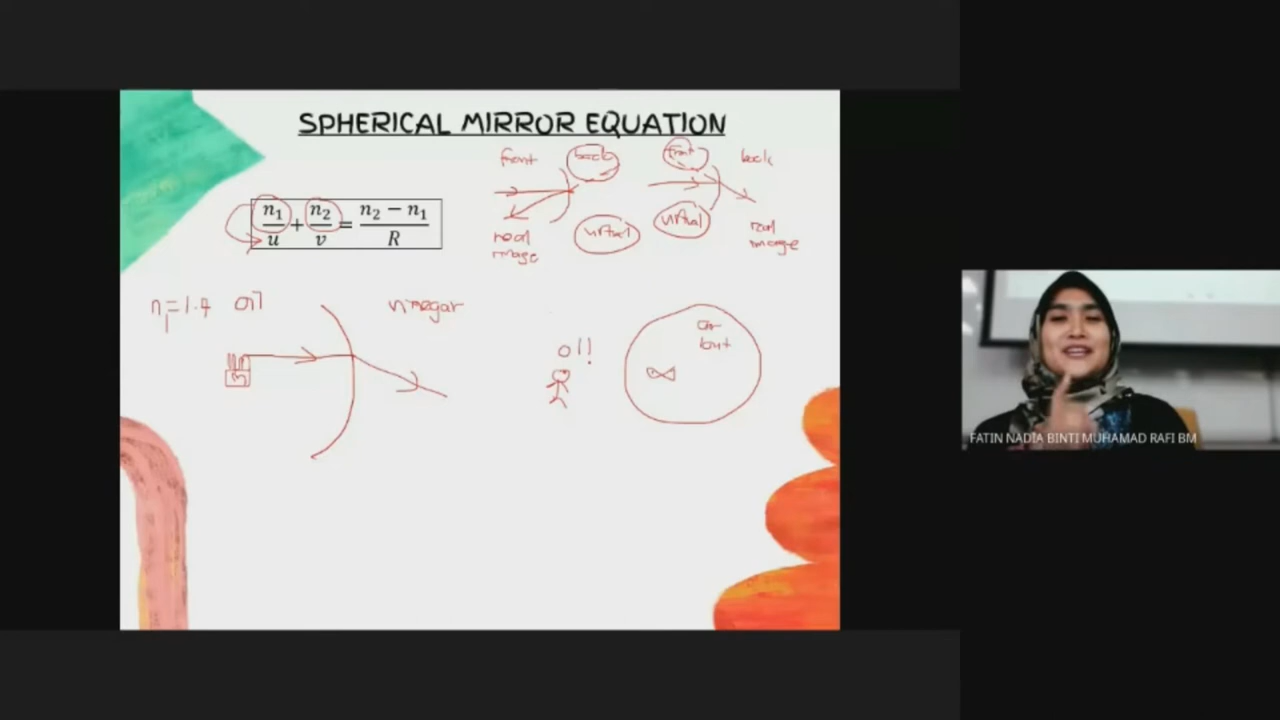 SPHERICAL MIRROR EQUATION
front back front back
n₁/u + n₂/v = (n₂ − n₁)/R
real image virtual virtual real image
n₁=1.4 oil vinegar
oil
FATIN NADIA BINTI MUHAMAD RAFI BM